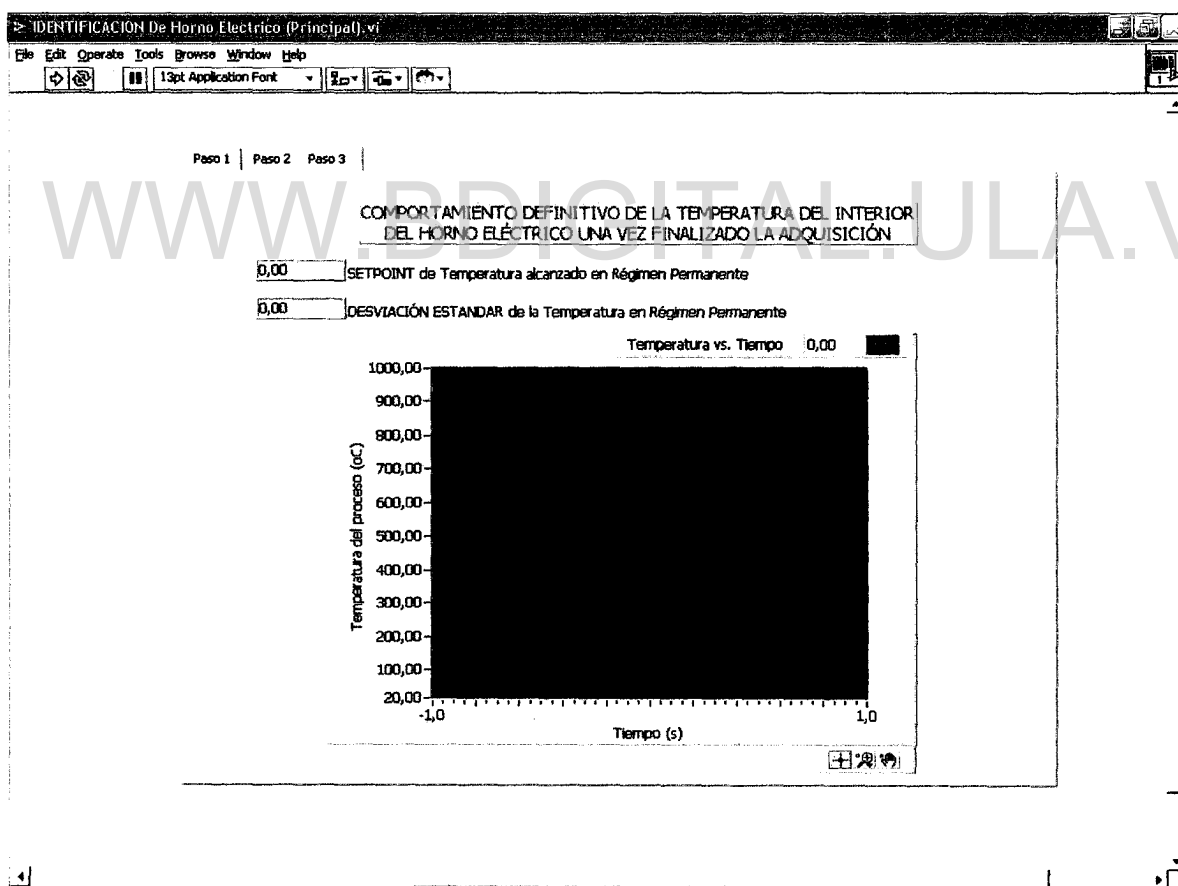 IDENTIFICACIÓN De Horno Electrico (Principal).vi
File Edit Operate Tools Browse Window Help
13pt Application Font
1
Paso 1 Paso 2 Paso 3
WWW.BDIGITAL.ULA.V
COMPORTAMIENTO DEFINITIVO DE LA TEMPERATURA DEL INTERIOR
DEL HORNO ELÉCTRICO UNA VEZ FINALIZADO LA ADQUISICIÓN
0,00 SETPOINT de Temperatura alcanzado en Régimen Permanente
0,00 DESVIACIÓN ESTANDAR de la Temperatura en Régimen Permanente
Temperatura vs. Tiempo 0,00
Temperatura del proceso (oC)
1000,00
900,00
800,00
700,00
600,00
500,00
400,00
300,00
200,00
100,00
20,00
-1,0 1,0
Tiempo (s)